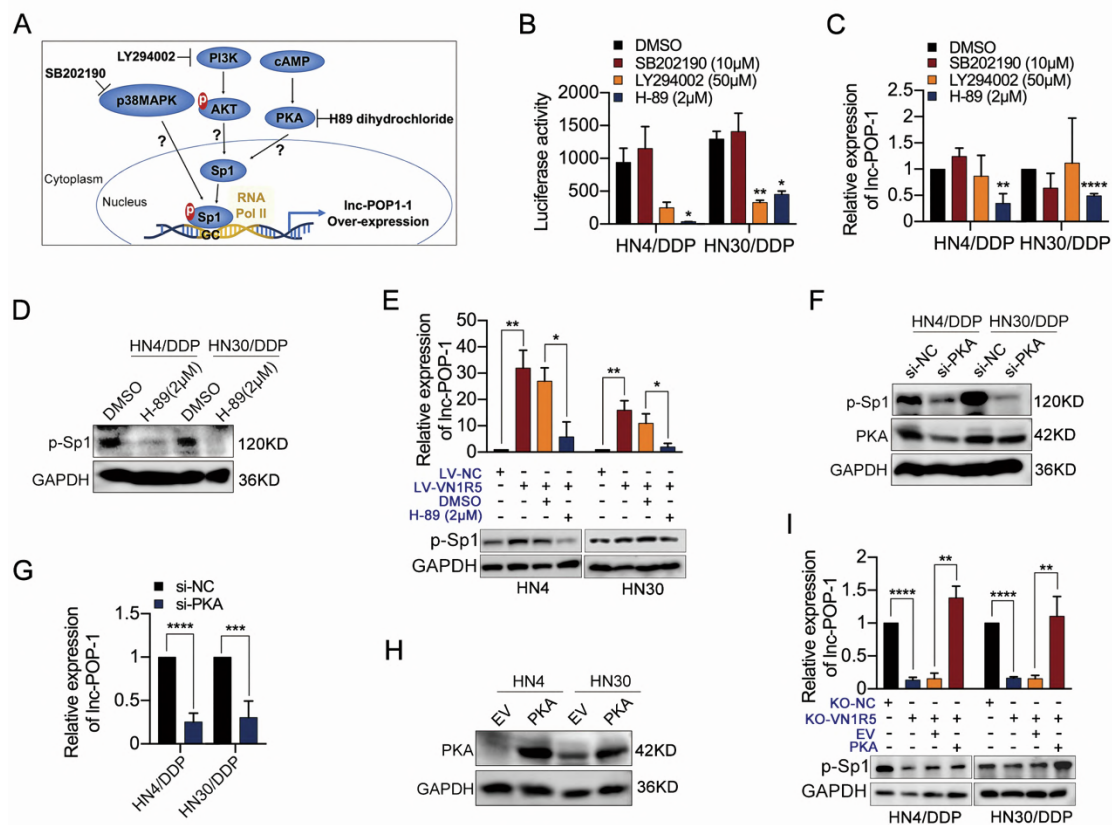 A
LY294002
PI3K
cAMP
SB202190
p38MAPK
P
AKT
PKA
H89 dihydrochloride
?
?
?
Cytoplasm
Sp1
Nucleus
RNA
Pol II
P
Sp1
GC
lnc-POP1-1
Over-expression
B
DMSO
SB202190 (10μM)
LY294002 (50μM)
H-89 (2μM)
Luciferase activity
2500
2000
1500
1000
500
0
*
**
*
HN4/DDP
HN30/DDP
C
DMSO
SB202190 (10μM)
LY294002 (50μM)
H-89 (2μM)
Relative expression
of lnc-POP-1
2.5
2.0
1.5
1.0
0.5
0
**
****
HN4/DDP
HN30/DDP
D
HN4/DDP HN30/DDP
DMSO
H-89(2μM)
DMSO
H-89(2μM)
p-Sp1
120KD
GAPDH
36KD
E
Relative expression
of lnc-POP-1
50
40
30
20
10
0
** * ** *
LV-NC + - - - + - - -
LV-VN1R5 - + + + - + + +
DMSO - - + - - - + -
H-89 (2μM) - - - + - - - +
p-Sp1
GAPDH
HN4 HN30
F
HN4/DDP HN30/DDP
si-NC
si-PKA
si-NC
si-PKA
p-Sp1
120KD
PKA
42KD
GAPDH
36KD
G
si-NC
si-PKA
Relative expression
of lnc-POP-1
1.5
1
0.5
0
**** ***
HN4/DDP
HN30/DDP
H
HN4 HN30
EV
PKA
EV
PKA
PKA
42KD
GAPDH
36KD
I
Relative expression
of lnc-POP-1
2
1.5
1
0.5
0
**** ** **** **
KO-NC + - - - + - - -
KO-VN1R5 - + + + - + + +
EV - - + - - - + -
PKA - - - + - - - +
p-Sp1
GAPDH
HN4/DDP HN30/DDP